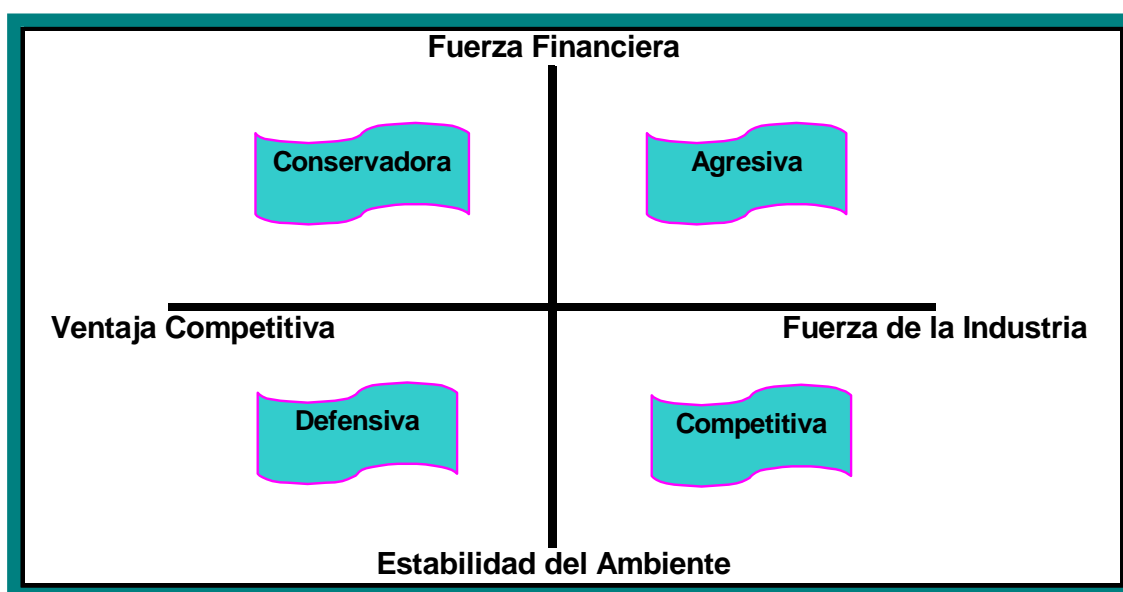 Fuerza Financiera
Conservadora
Agresiva
Ventaja Competitiva
Fuerza de la Industria
Defensiva
Competitiva
Estabilidad del Ambiente